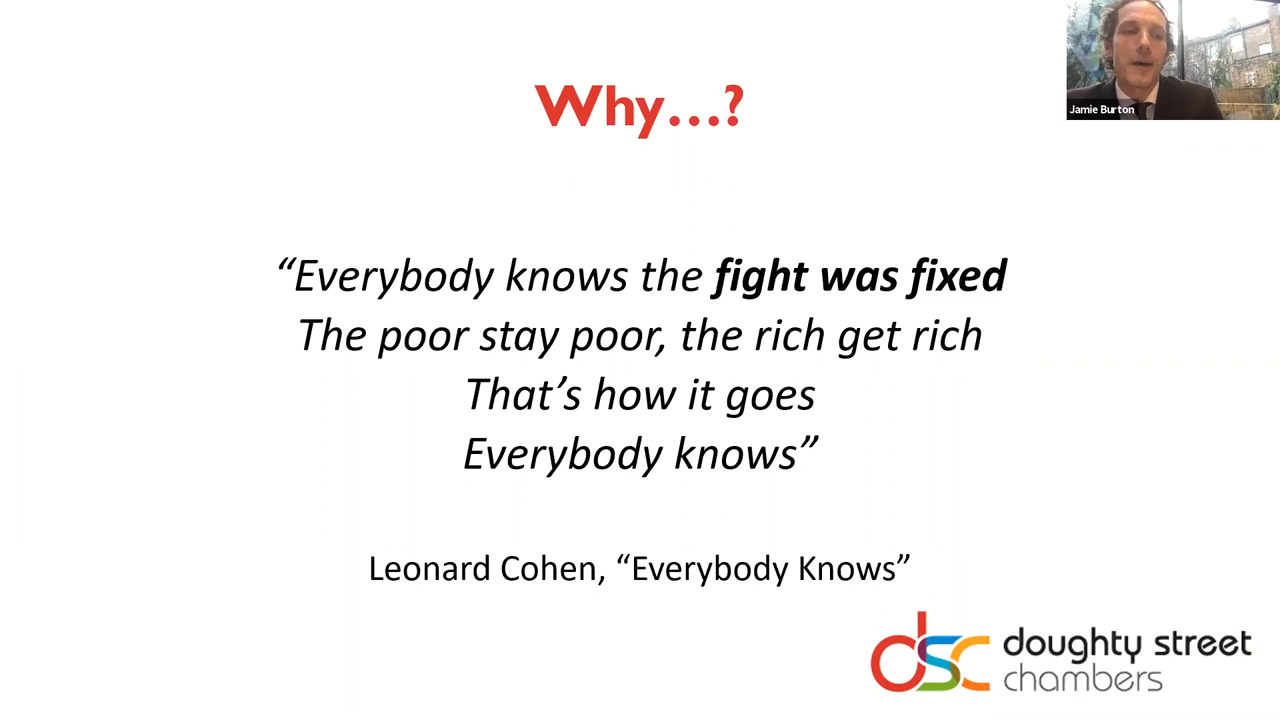 Why...?
Jamie Burton
“Everybody knows the fight was fixed
The poor stay poor, the rich get rich
That’s how it goes
Everybody knows”
Leonard Cohen, “Everybody Knows”
dsc doughty street
chambers